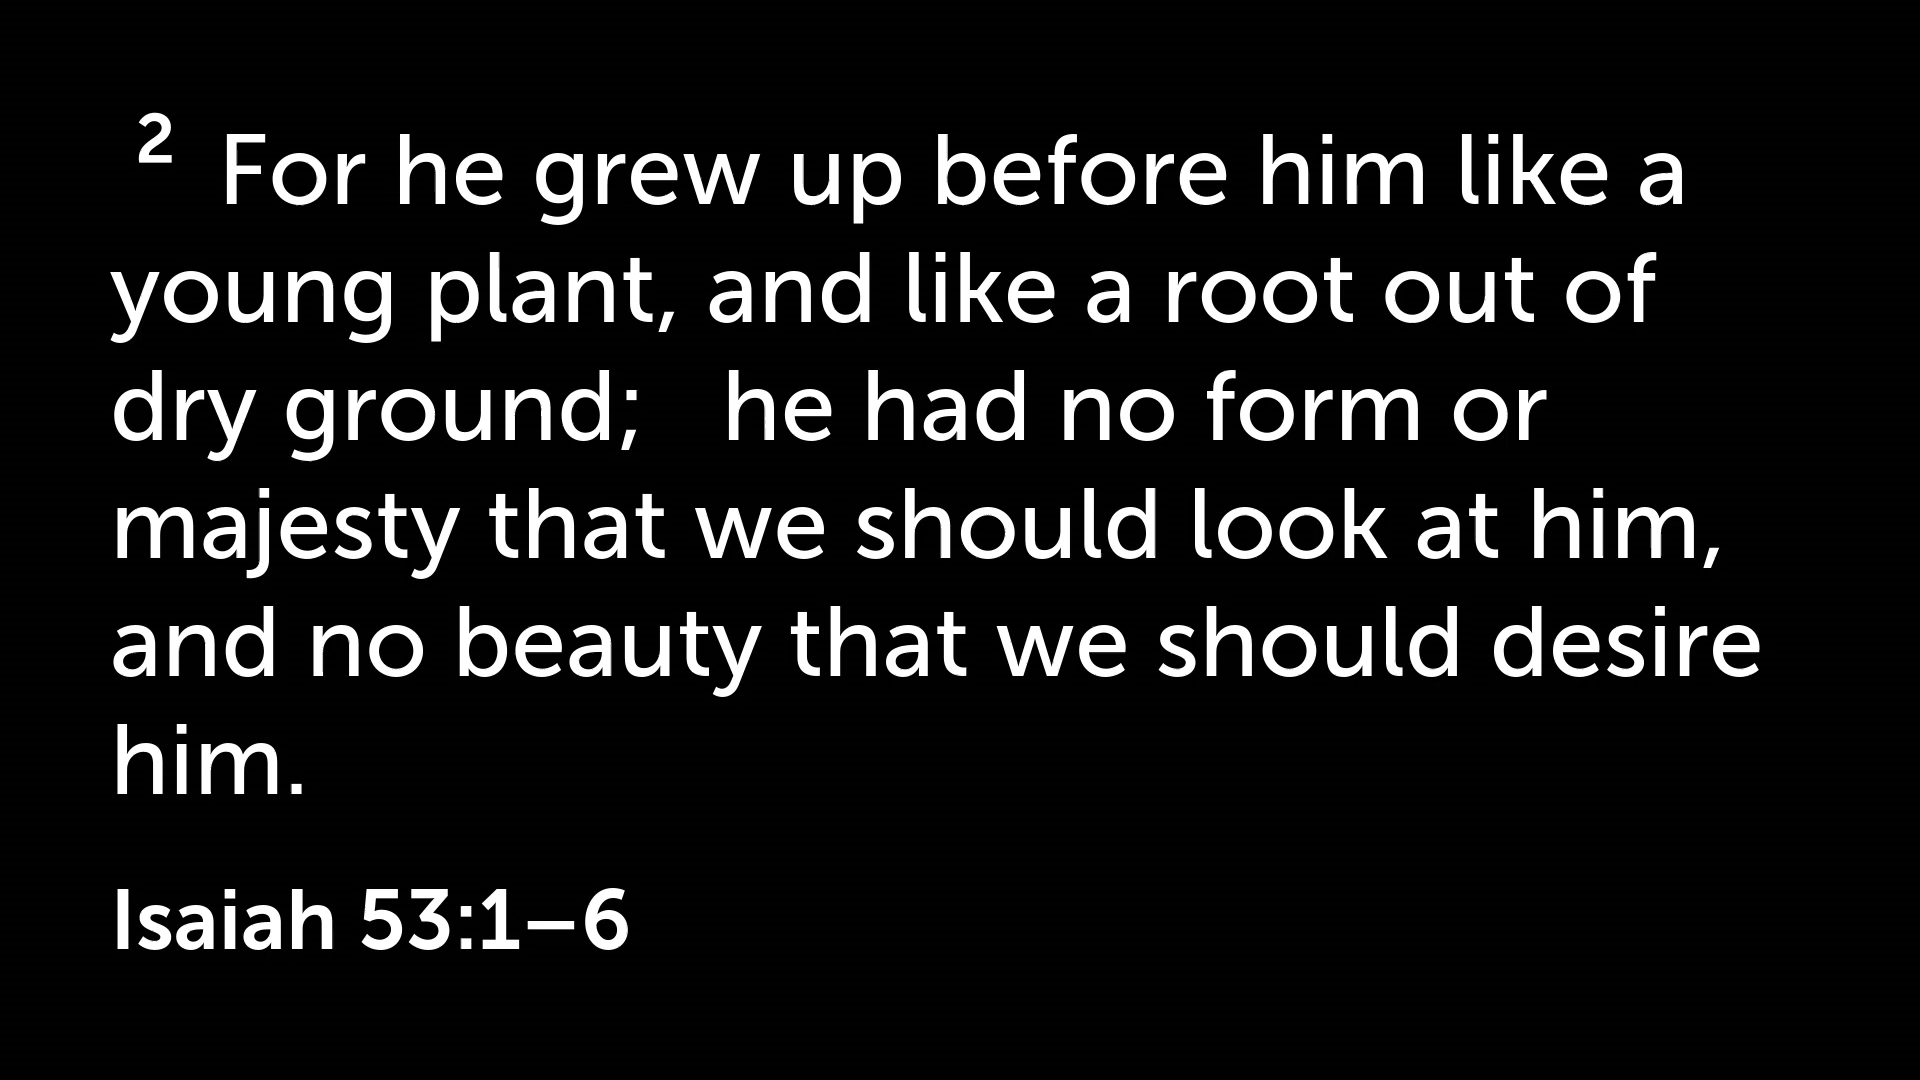 2 For he grew up before him like a
young plant, and like a root out of
dry ground; he had no form or
majesty that we should look at him,
and no beauty that we should desire
him.
Isaiah 53:1–6